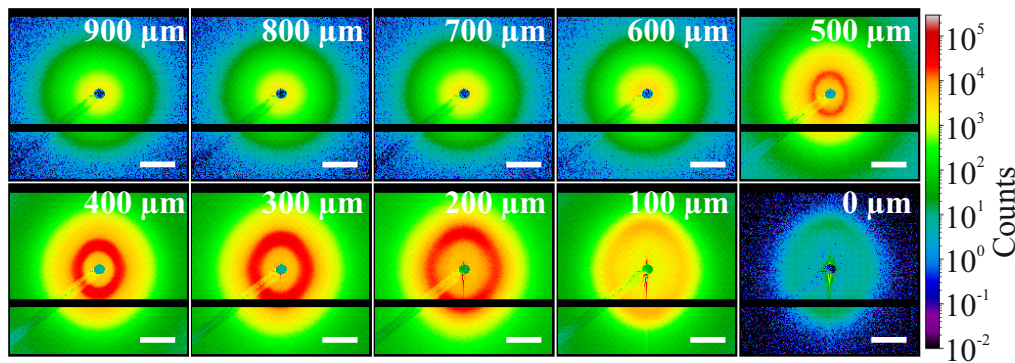 900 µm
800 µm
700 µm
600 µm
500 µm
400 µm
300 µm
200 µm
100 µm
0 µm
10^5
10^4
10^3
10^2
10^1
10^0
10^-1
10^-2
Counts